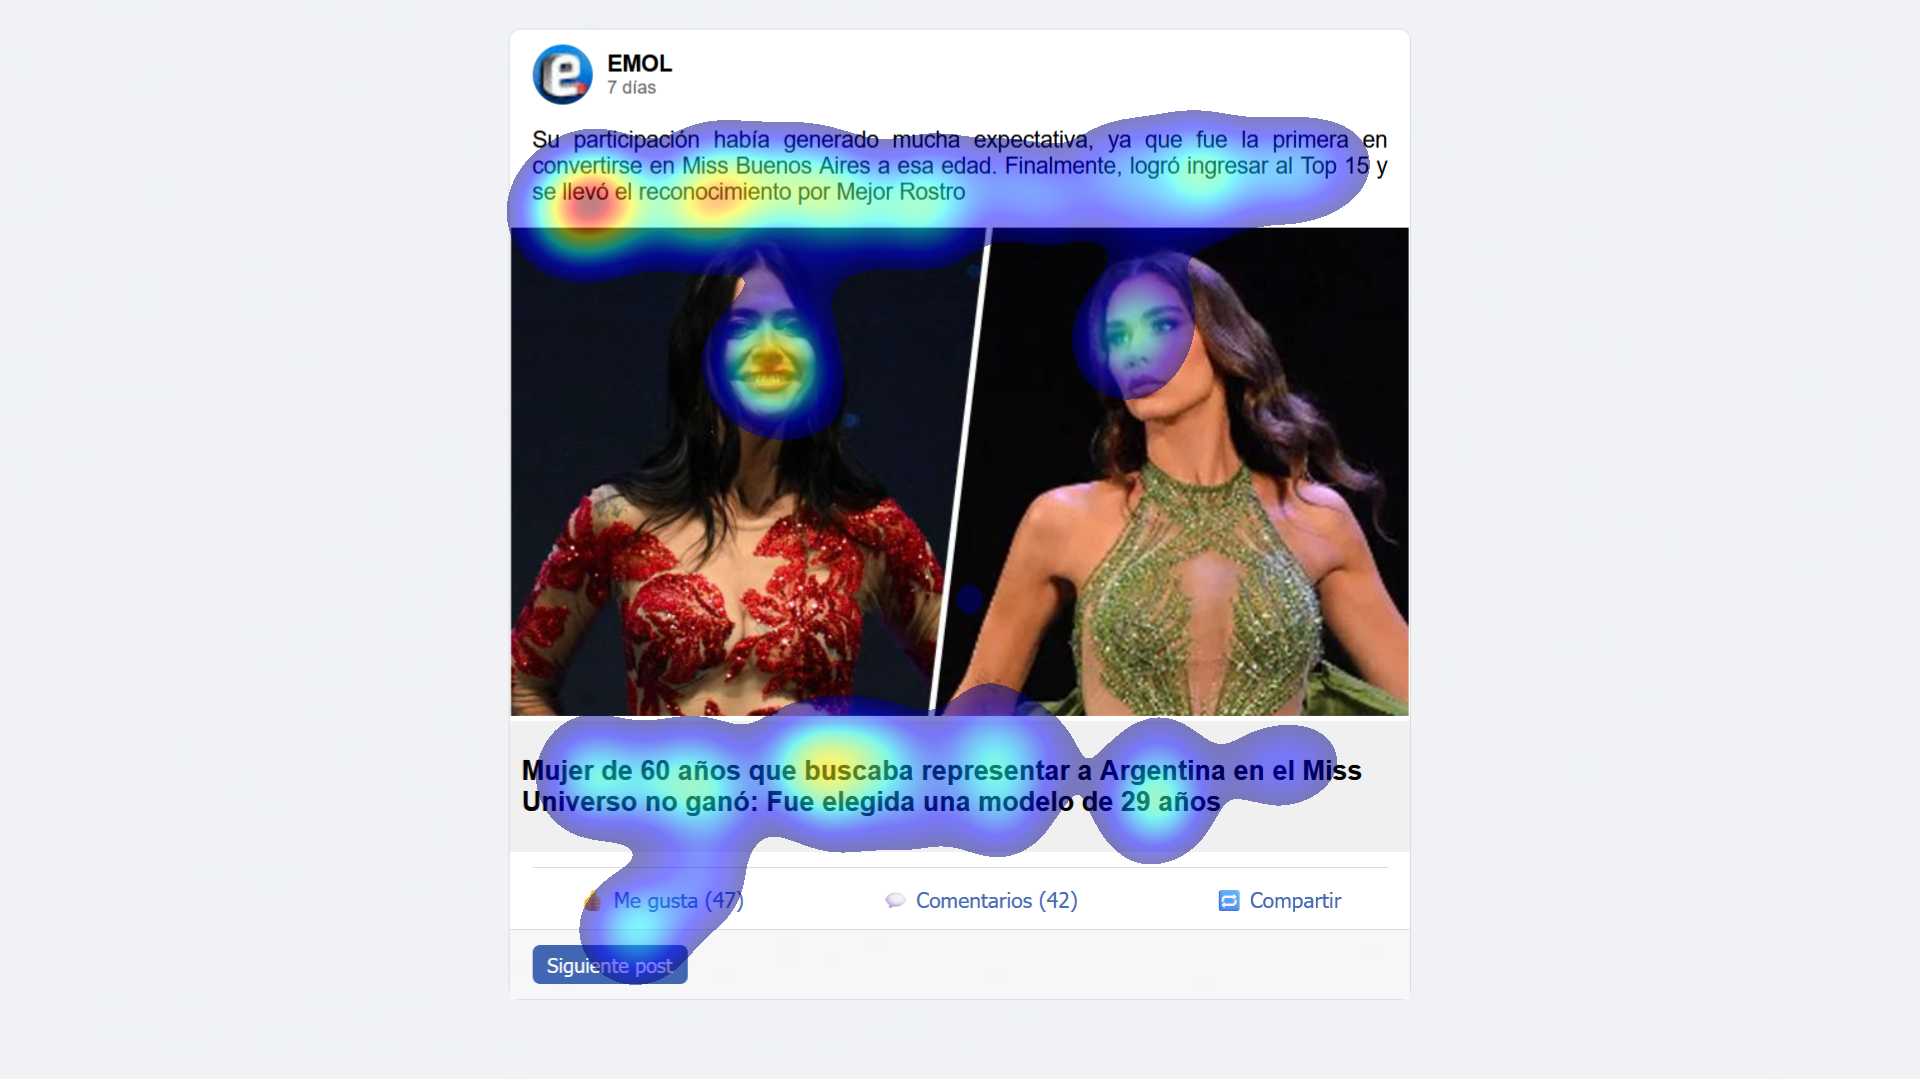 EMOL
7 días
Su participación había generado mucha expectativa, ya que fue la primera en
convertirse en Miss Buenos Aires a esa edad. Finalmente, logró ingresar al Top 15 y
se llevó el reconocimiento por Mejor Rostro
Mujer de 60 años que buscaba representar a Argentina en el Miss
Universo no ganó: Fue elegida una modelo de 29 años
Me gusta (47)
Comentarios (42)
Compartir
Siguiente post